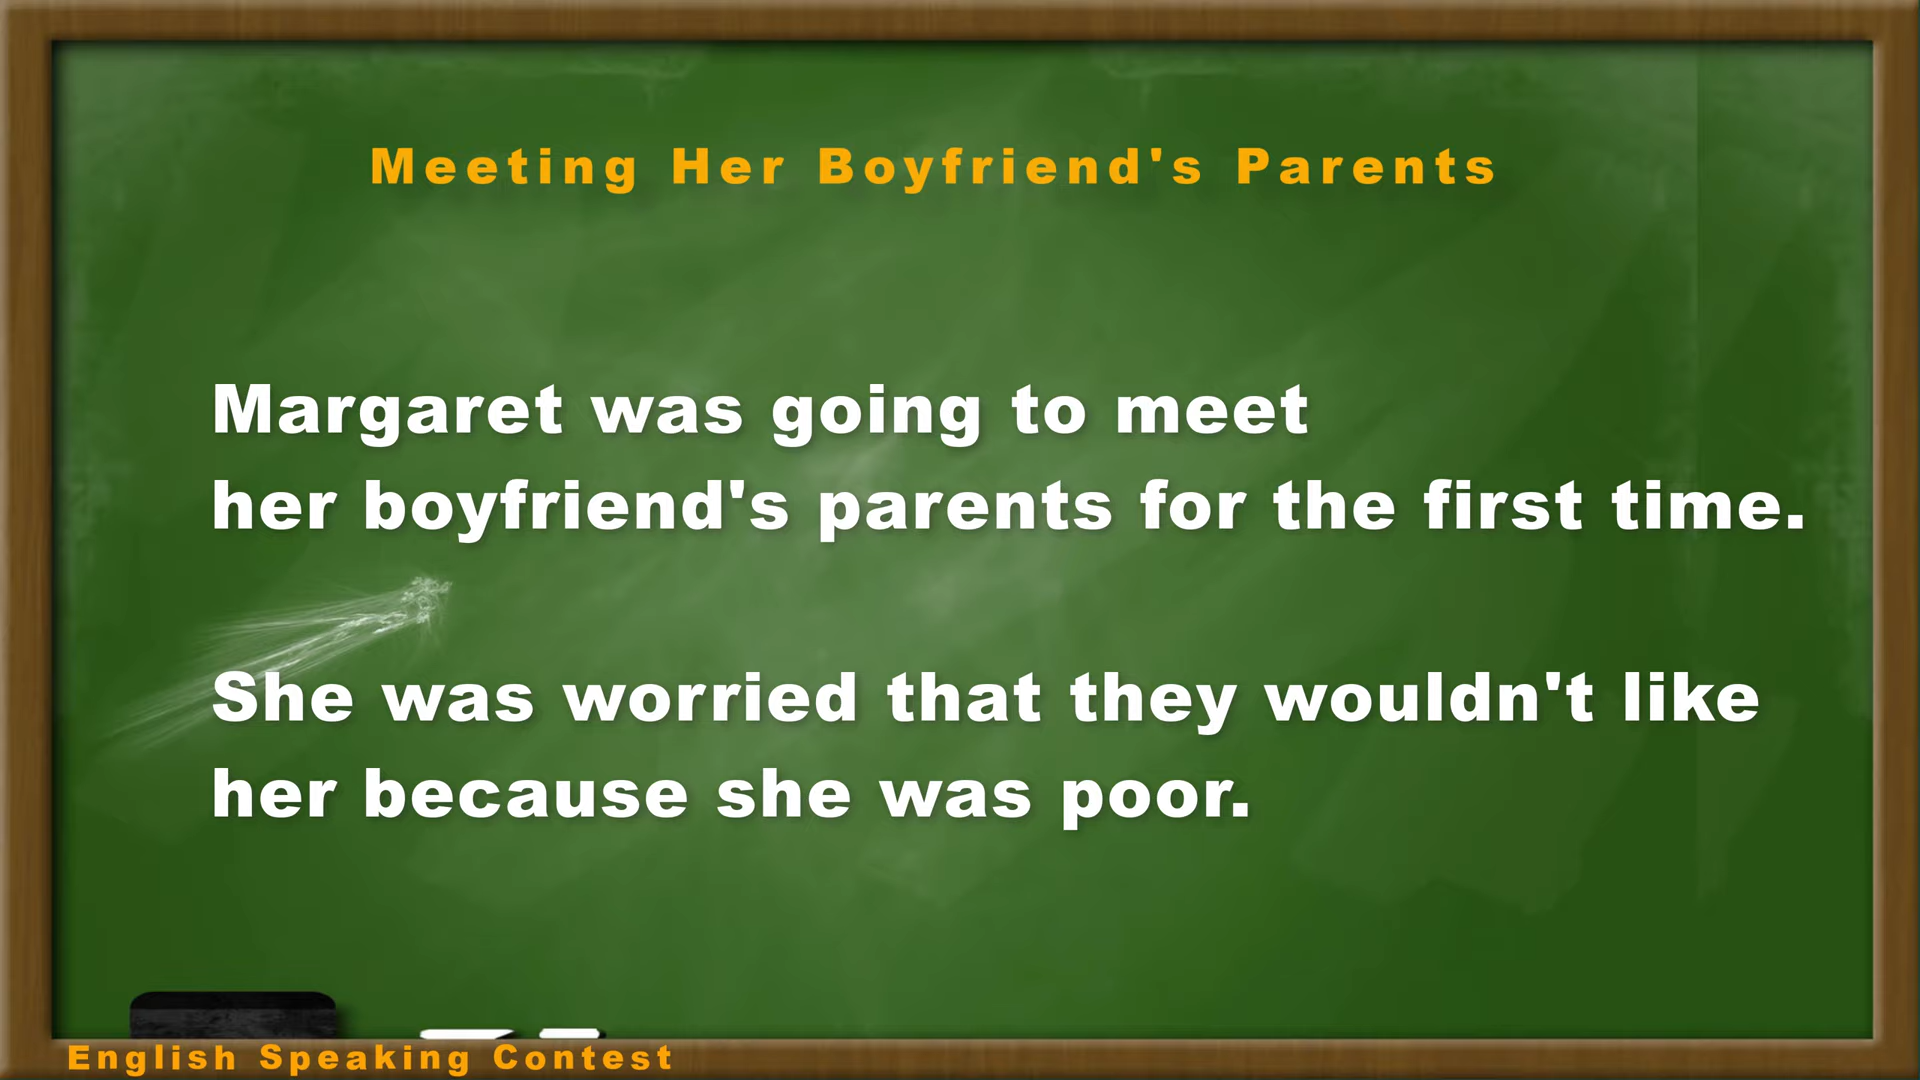 Meeting Her Boyfriend's Parents
Margaret was going to meet
her boyfriend's parents for the first time.
She was worried that they wouldn't like
her because she was poor.
English Speaking Contest